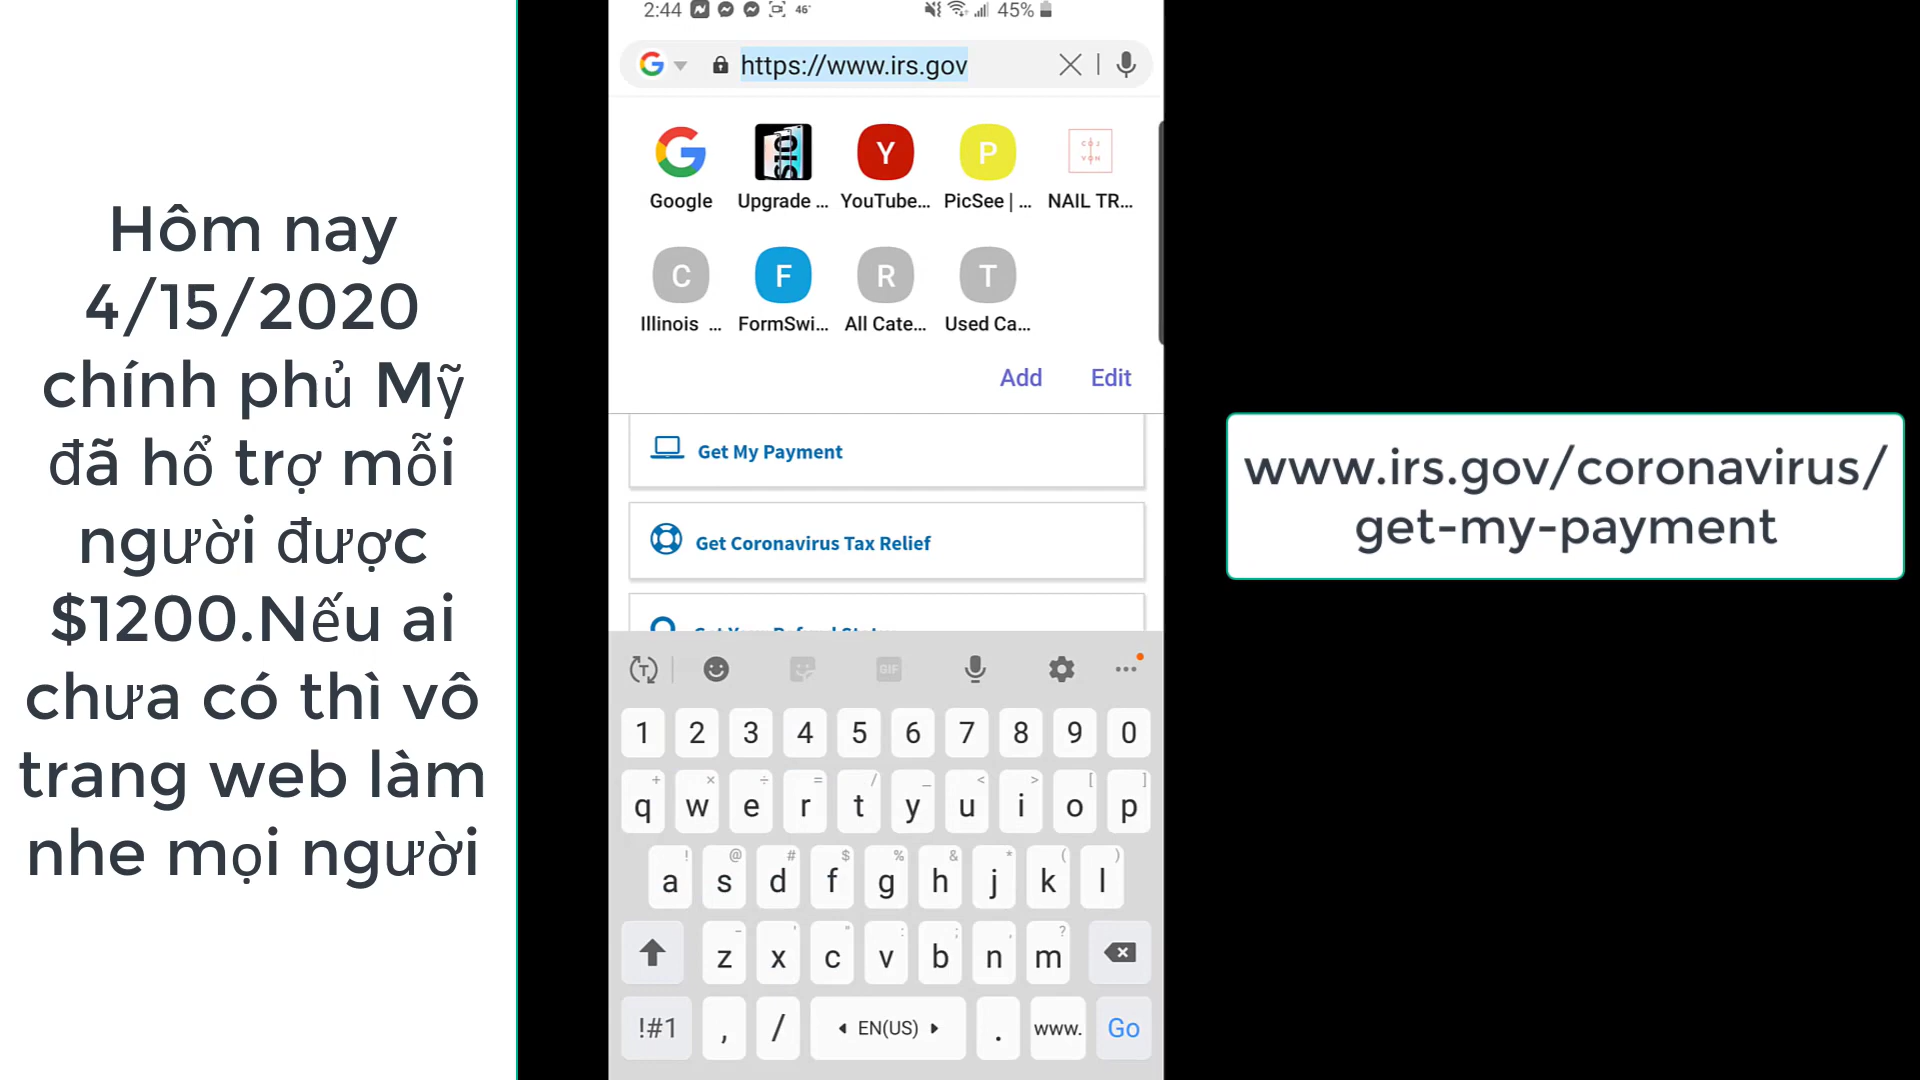 Hôm nay
4/15/2020
chính phủ Mỹ
đã hổ trợ mỗi
người được
$1200.Nếu ai
chưa có thì vô
trang web làm
nhe mọi người
2:44 46° 45%
https://www.irs.gov
Google Upgrade ... YouTube... PicSee | ... NAIL TR...
Illinois ... FormSwi... All Cate... Used Ca...
Add Edit
Get My Payment
Get Coronavirus Tax Relief
GIF
1 2 3 4 5 6 7 8 9 0
q w e r t y u i o p
a s d f g h j k l
z x c v b n m
!#1 , / EN(US) . www. Go
www.irs.gov/coronavirus/
get-my-payment